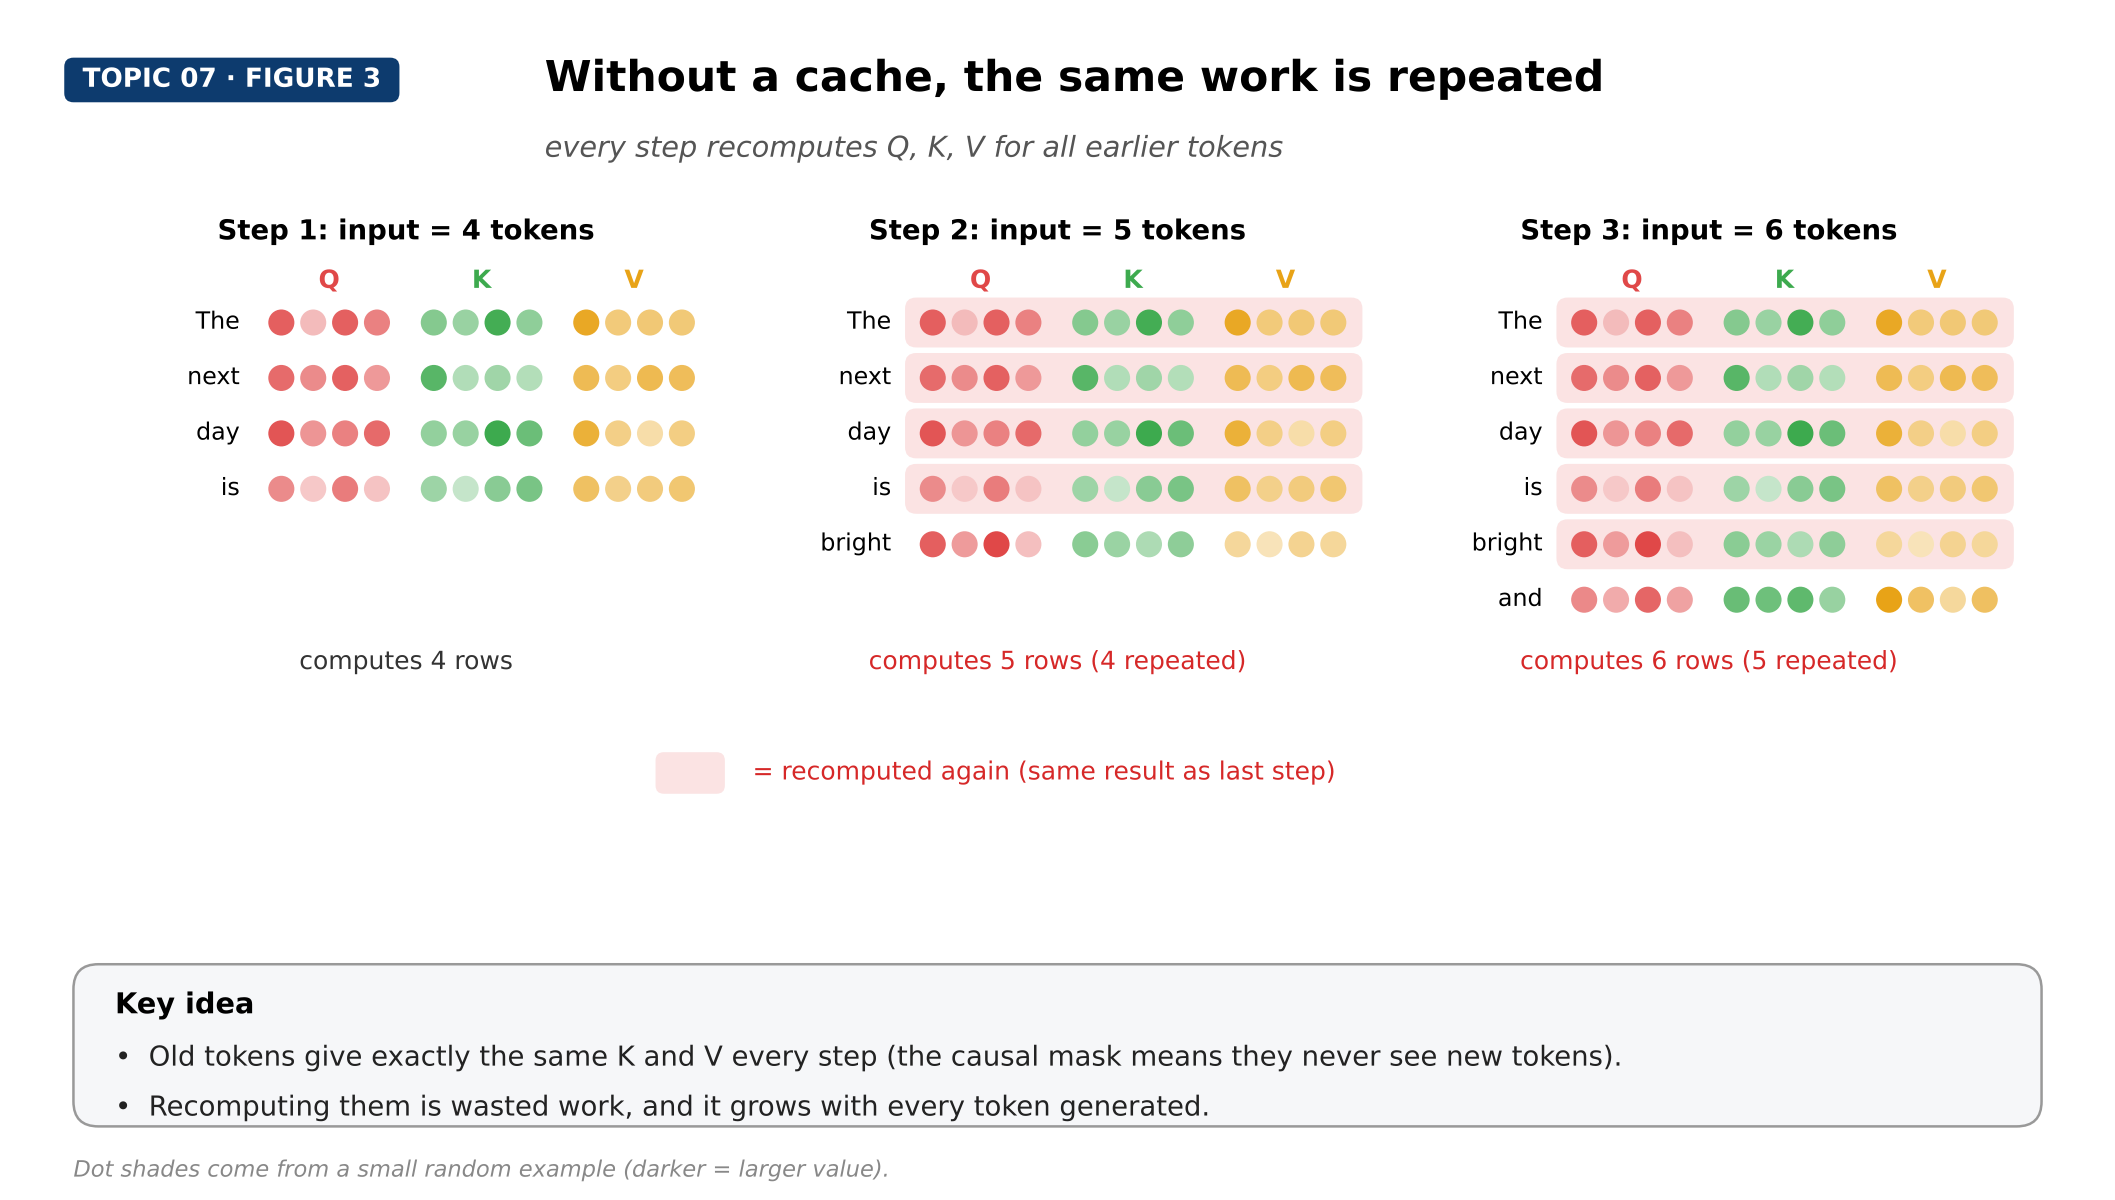 TOPIC 07 · FIGURE 3
Without a cache, the same work is repeated
every step recomputes Q, K, V for all earlier tokens
Step 1: input = 4 tokens
Q K V
The
next
day
is
computes 4 rows
Step 2: input = 5 tokens
Q K V
The
next
day
is
bright
computes 5 rows (4 repeated)
Step 3: input = 6 tokens
Q K V
The
next
day
is
bright
and
computes 6 rows (5 repeated)
= recomputed again (same result as last step)
Key idea
• Old tokens give exactly the same K and V every step (the causal mask means they never see new tokens).
• Recomputing them is wasted work, and it grows with every token generated.
Dot shades come from a small random example (darker = larger value).